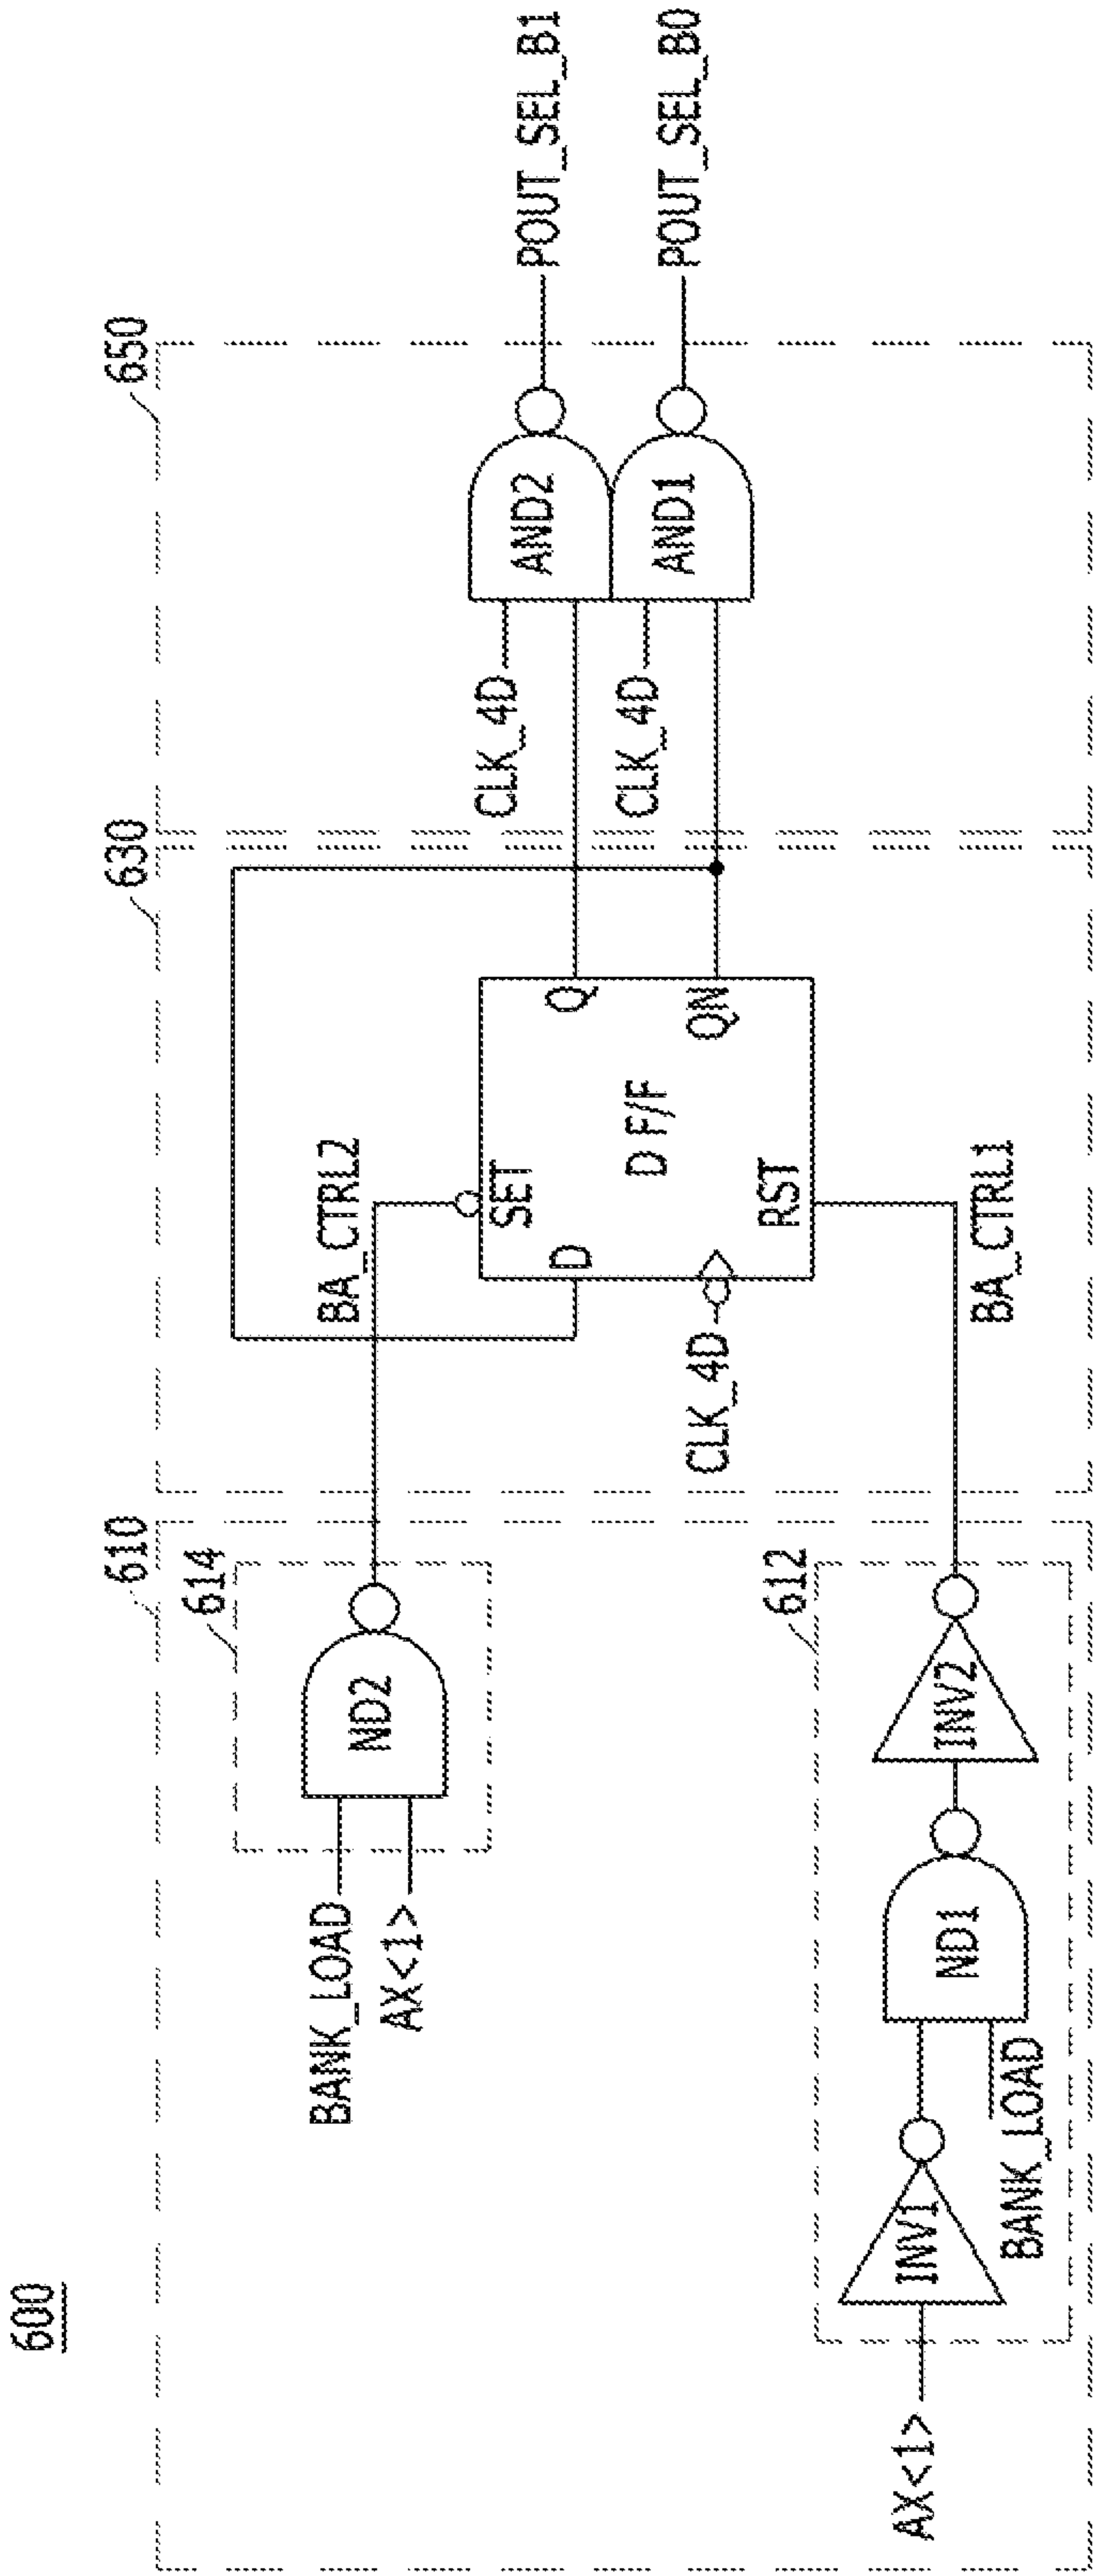 600
610
630
650
614
BANK_LOAD
AX<1>
ND2
BA_CTRL2
SET
D
Q
D F/F
QN
RST
CLK_4D
BA_CTRL1
CLK_4D
AND2
POUT_SEL_B1
CLK_4D
AND1
POUT_SEL_B0
612
AX<1>
INV1
BANK_LOAD
ND1
INV2